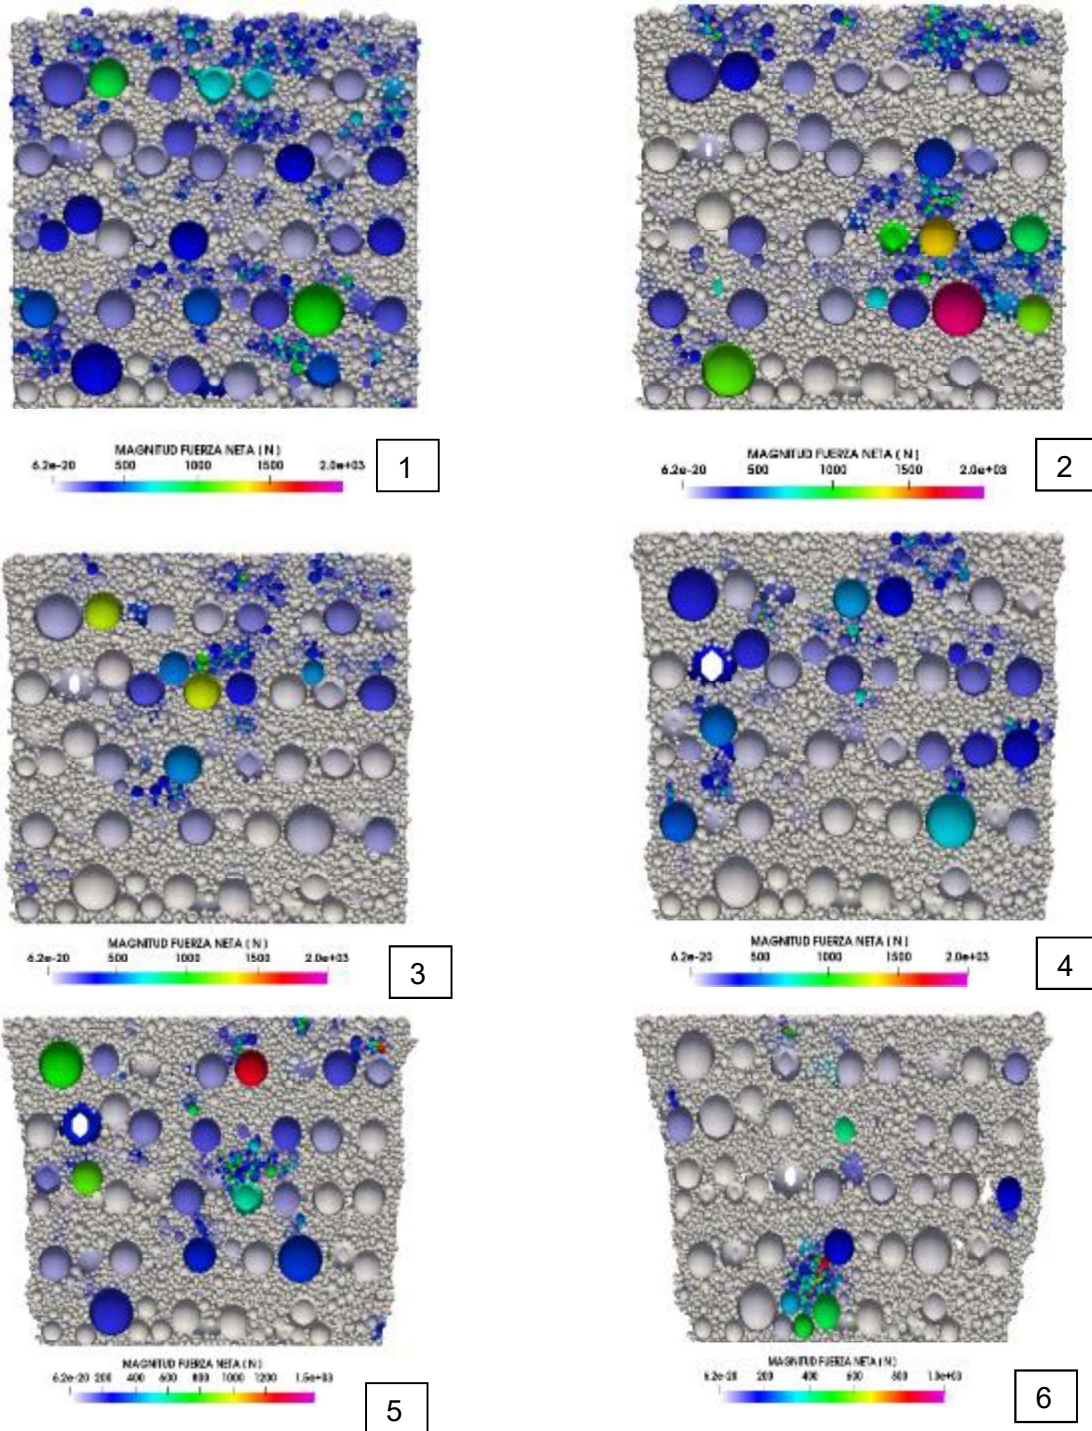 MAGNITUD FUERZA NETA ( N )
6.2e-20 500 1000 1500 2.0e+03
1
MAGNITUD FUERZA NETA ( N )
6.2e-20 500 1000 1500 2.0e+03
2
MAGNITUD FUERZA NETA ( N )
6.2e-20 500 1000 1500 2.0e+03
3
MAGNITUD FUERZA NETA ( N )
6.2e-20 500 1000 1500 2.0e+03
4
MAGNITUD FUERZA NETA ( N )
6.2e-20 200 400 600 800 1000 1200 1.5e+03
5
MAGNITUD FUERZA NETA ( N )
6.2e-20 200 400 600 800 1.0e+03
6